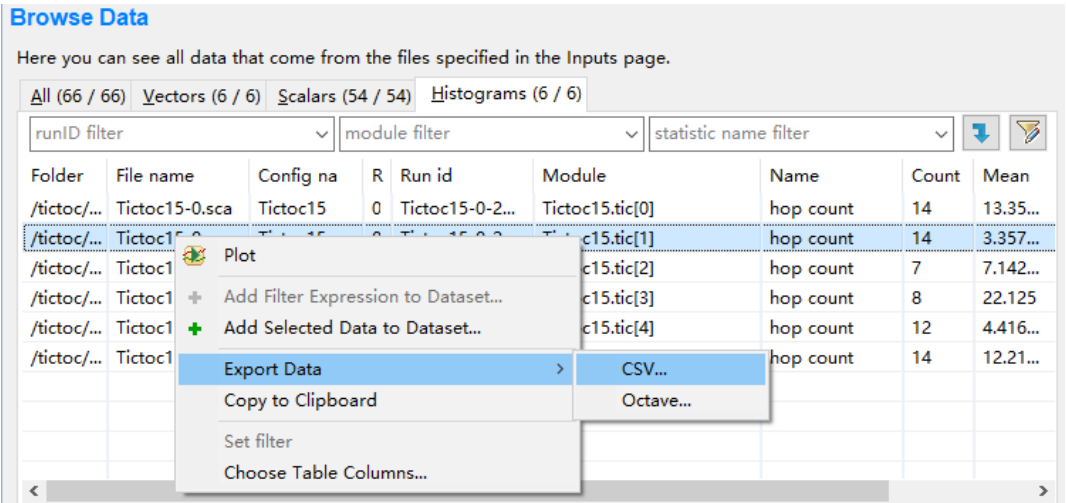 Browse Data
Here you can see all data that come from the files specified in the Inputs page.
All (66 / 66) Vectors (6 / 6) Scalars (54 / 54) Histograms (6 / 6)
runID filter module filter statistic name filter
Folder File name Config na R Run id Module Name Count Mean
/tictoc/... Tictoc15-0.sca Tictoc15 0 Tictoc15-0-2... Tictoc15.tic[0] hop count 14 13.35...
/tictoc/... c15.tic[1] hop count 14 3.357...
Plot
/tictoc/... Tictoc1 c15.tic[2] hop count 7 7.142...
/tictoc/... Tictoc1 Add Filter Expression to Dataset... c15.tic[3] hop count 8 22.125
/tictoc/... Tictoc1 Add Selected Data to Dataset... c15.tic[4] hop count 12 4.416...
/tictoc/... Tictoc1 Export Data CSV... hop count 14 12.21...
Copy to Clipboard Octave...
Set filter
Choose Table Columns...